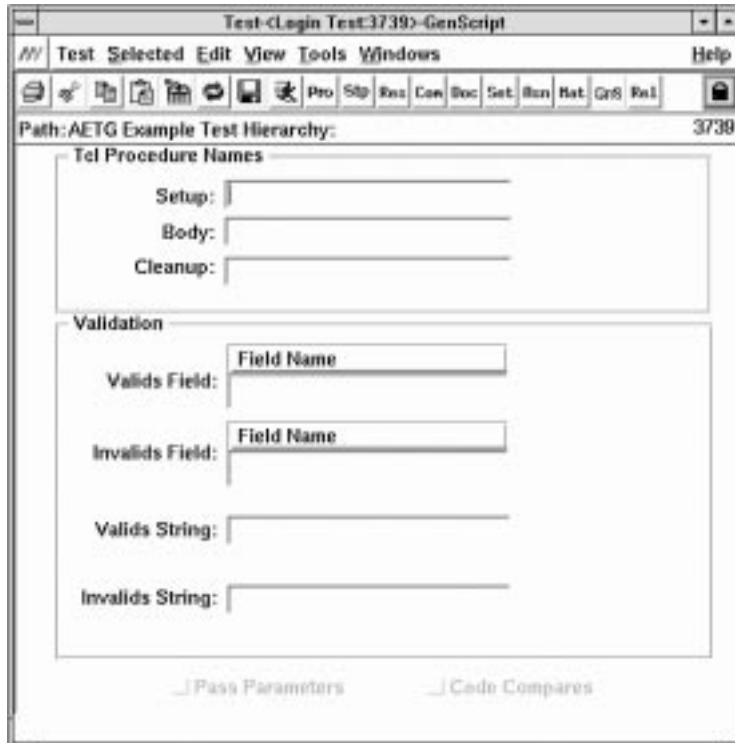 Test-<Login Test:3739>-GenScript
Test Selected Edit View Tools Windows Help
Pro Stp Res Com Doc Set Run Mat GnS Rel
Path: AETG Example Test Hierarchy: 3739
Tcl Procedure Names
Setup:
Body:
Cleanup:
Validation
Field Name
Valids Field:
Field Name
Invalids Field:
Valids String:
Invalids String:
Pass Parameters Code Compares